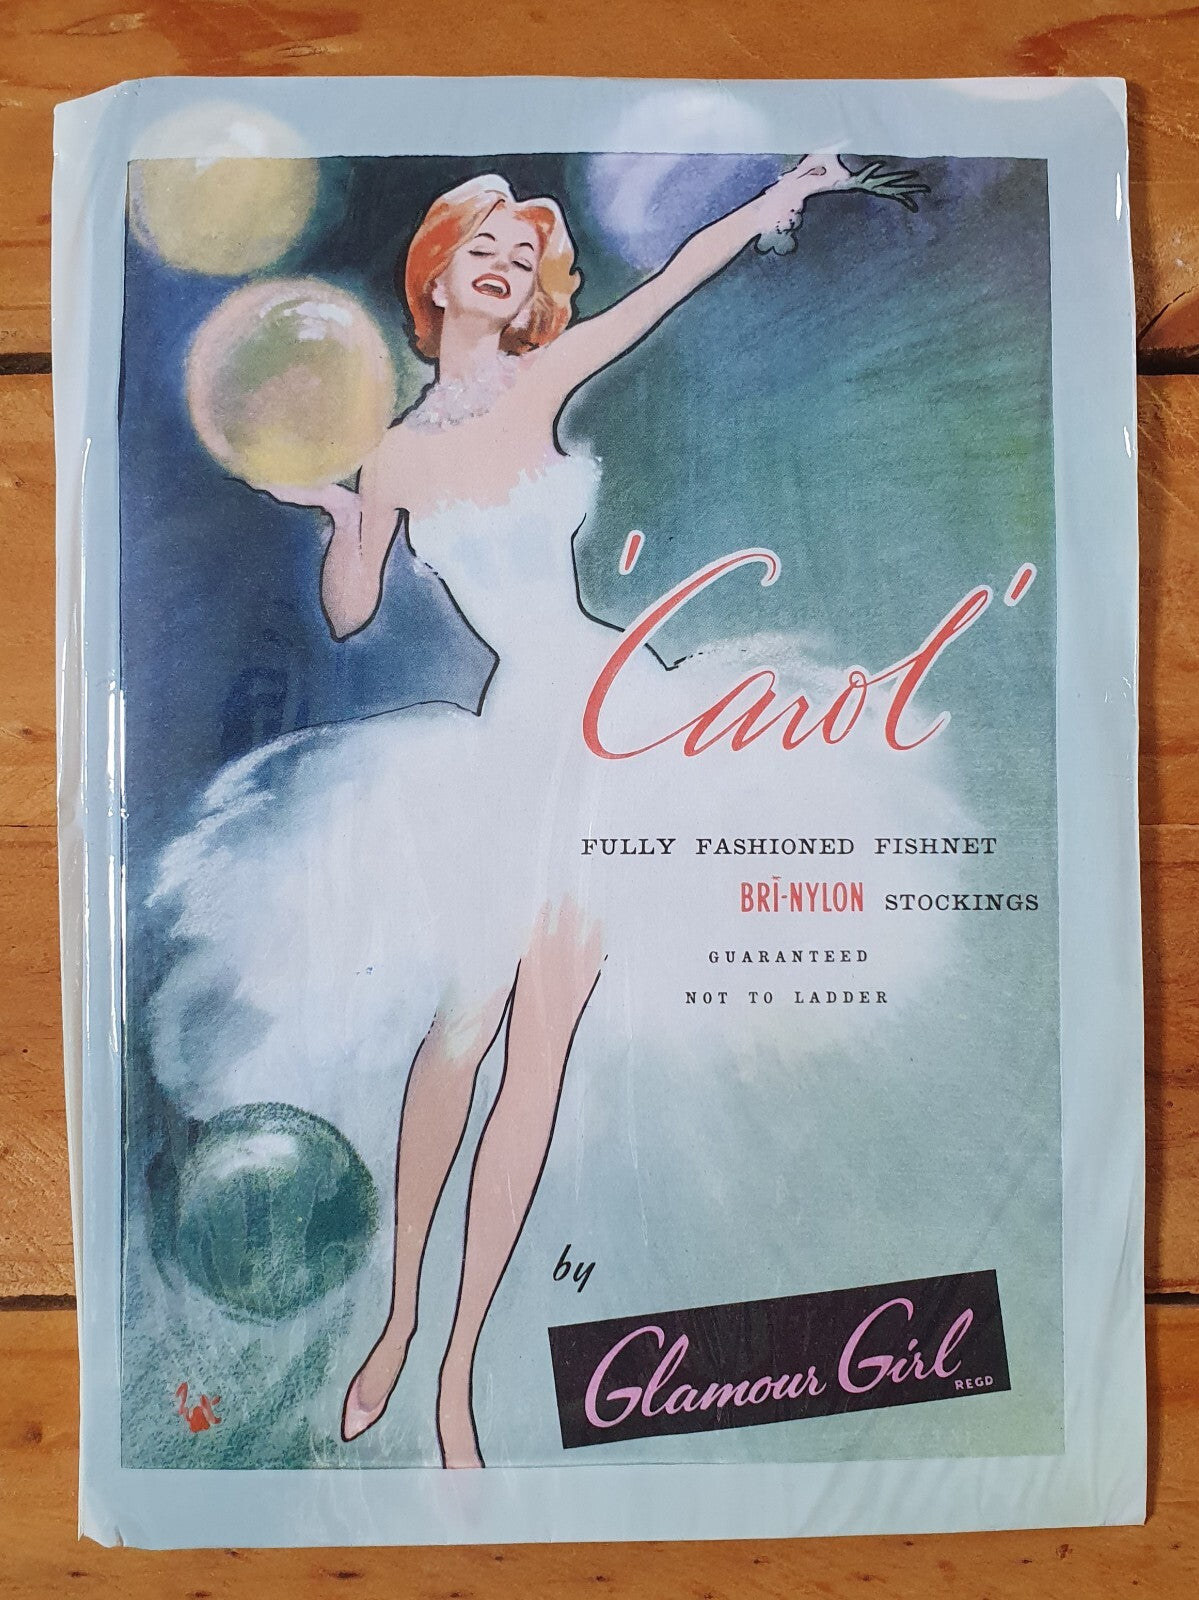 'Carol'
FULLY FASHIONED FISHNET
BRI-NYLON STOCKINGS
GUARANTEED
NOT TO LADDER
by
Glamour Girl
REGD